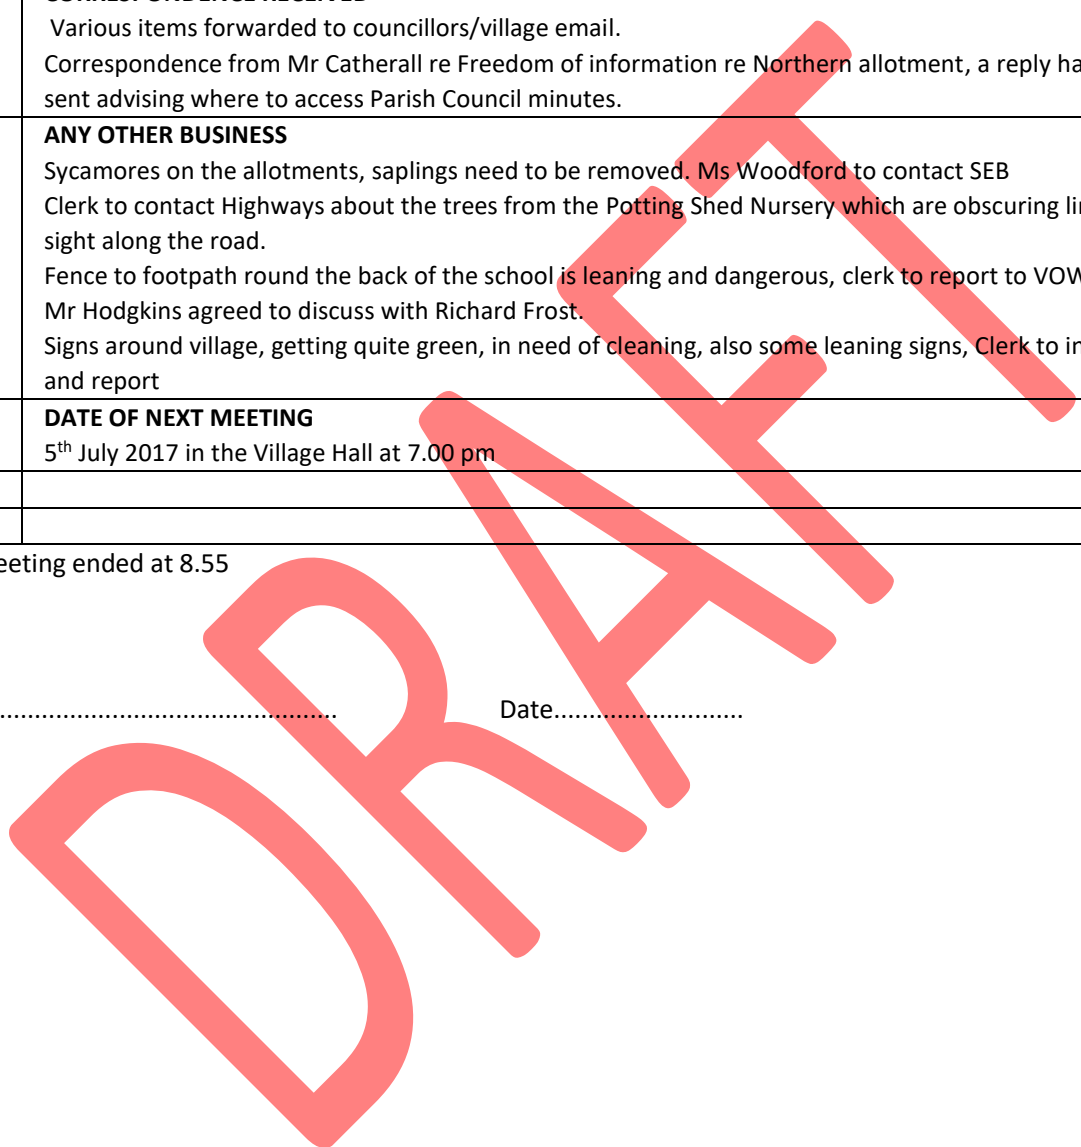 CORRESPONDENCE RECEIVED
Various items forwarded to councillors/village email.
Correspondence from Mr Catherall re Freedom of information re Northern allotment, a reply ha
sent advising where to access Parish Council minutes.
ANY OTHER BUSINESS
Sycamores on the allotments, saplings need to be removed. Ms Woodford to contact SEB
Clerk to contact Highways about the trees from the Potting Shed Nursery which are obscuring li
sight along the road.
Fence to footpath round the back of the school is leaning and dangerous, clerk to report to VOW
Mr Hodgkins agreed to discuss with Richard Frost.
Signs around village, getting quite green, in need of cleaning, also some leaning signs, Clerk to in
and report
DATE OF NEXT MEETING
5th July 2017 in the Village Hall at 7.00 pm
eeting ended at 8.55
................................................ Date...........................
DRAFT